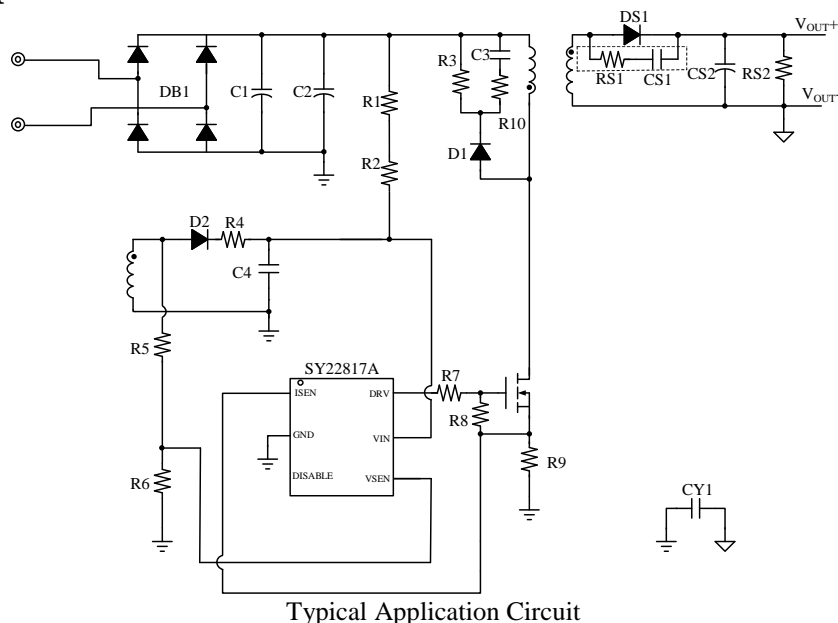 DS1
VOUT+
R3
C3
RS1
CS1
CS2
RS2
DB1
C1
C2
R1
R10
VOUT-
D1
R2
D2
R4
C4
R5
SY22817A
ISEN
DRV
R7
R8
GND
VIN
R9
R6
DISABLE
VSEN
CY1
Typical Application Circuit